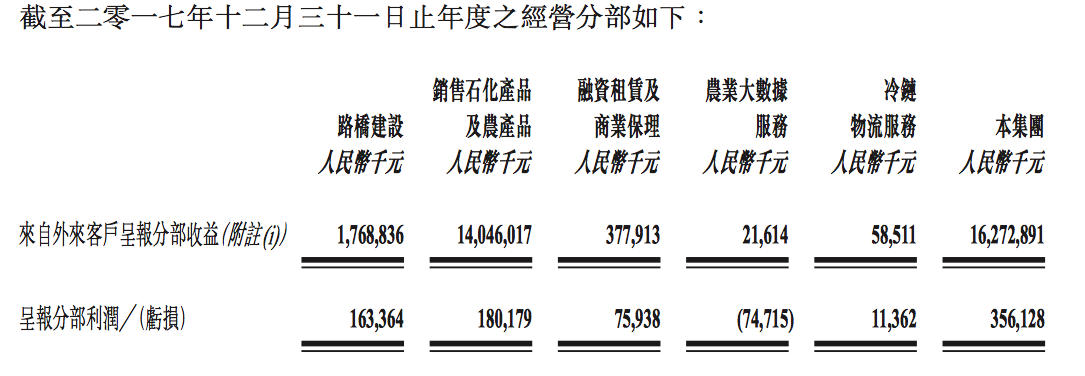 截至二零一七年十二月三十一日止年度之經營分部如下：
銷售石化產品 融資租賃及 農業大數據 冷鏈
路橋建設 及農產品 商業保理 服務 物流服務 本集團
人民幣千元 人民幣千元 人民幣千元 人民幣千元 人民幣千元 人民幣千元
來自外來客戶呈報分部收益(附註(i)) 1,768,836 14,046,017 377,913 21,614 58,511 16,272,891
呈報分部利潤／(虧損) 163,364 180,179 75,938 (74,715) 11,362 356,128